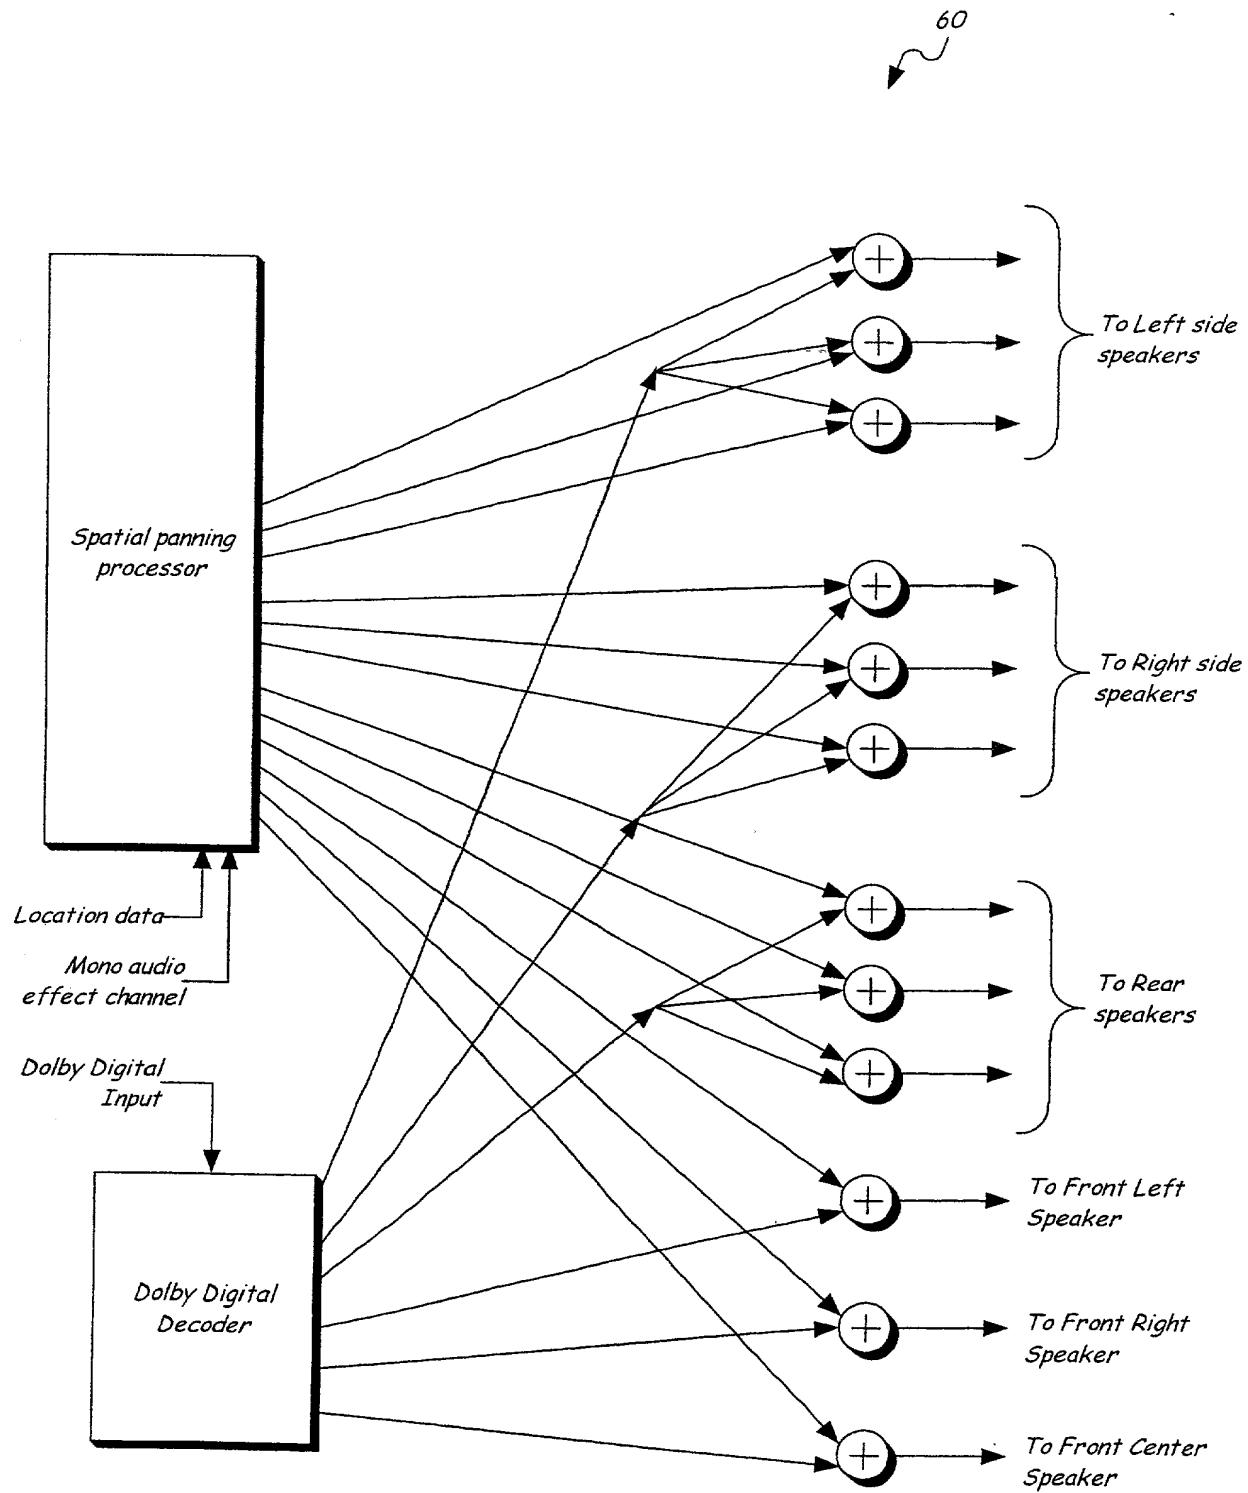 60
To Left side
speakers
Spatial panning
processor
To Right side
speakers
Location data
Mono audio
effect channel
To Rear
speakers
Dolby Digital
Input
To Front Left
Speaker
Dolby Digital
Decoder
To Front Right
Speaker
To Front Center
Speaker